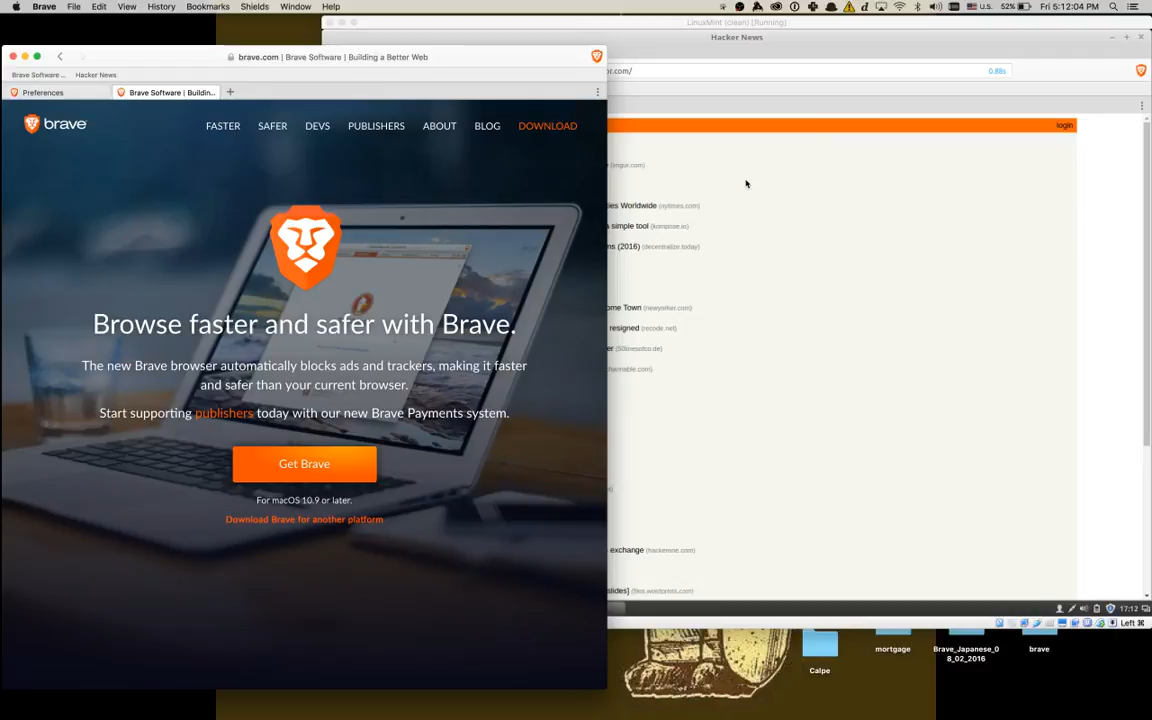 Brave File Edit View History Bookmarks Shields Window Help
U.S. 52% Fri 5:12:04 PM
LinuxMint (clean) [Running]
Hacker News
brave.com | Brave Software | Building a Better Web
or.com/ 0.88s
Brave Software ... Hacker News
Preferences Brave Software | Buildin... +
brave FASTER SAFER DEVS PUBLISHERS ABOUT BLOG DOWNLOAD
login
(imgur.com)
ies Worldwide (nytimes.com)
a simple tool (kompose.io)
ns (2016) (decentralize.today)
ome Town (newyorker.com)
resigned (recode.net)
Browse faster and safer with Brave.
The new Brave browser automatically blocks ads and trackers, making it faster
and safer than your current browser.
Start supporting publishers today with our new Brave Payments system.
Get Brave
For macOS 10.9 or later.
Download Brave for another platform
exchange (hackerone.com)
slides] (files.wordpress.com)
17:12
Left ⌘
Calpe
mortgage
Brave_Japanese_0
8_02_2016
brave